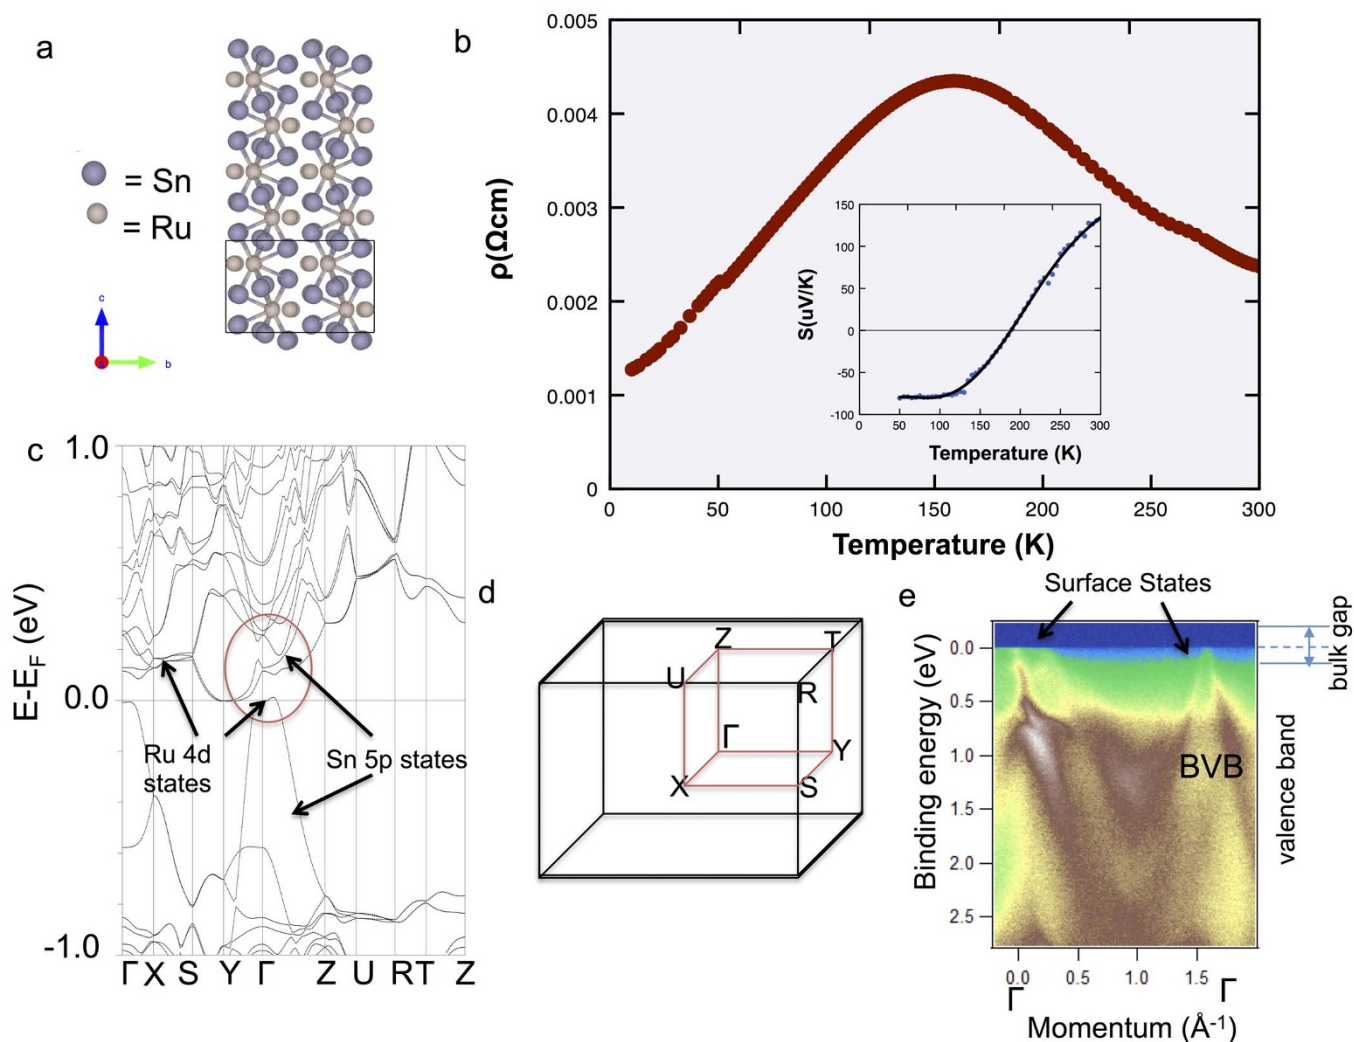 a
= Sn
= Ru
c
b
b
0.005
0.004
0.003
0.002
0.001
0
ρ(Ωcm)
0
50
100
150
200
250
300
Temperature (K)
150
100
50
0
-50
-100
S(uV/K)
0
50
100
150
200
250
300
Temperature (K)
c
1.0
0.0
-1.0
E-E_F (eV)
Ru 4d
states
Sn 5p states
Γ X S Y Γ Z U R T Z
d
Z
T
U
R
Γ
Y
X
S
e
Surface States
0.0
0.5
1.0
1.5
2.0
2.5
Binding energy (eV)
BVB
bulk gap
valence band
0.0
0.5
1.0
1.5
Γ
Γ
Momentum (Å⁻¹)